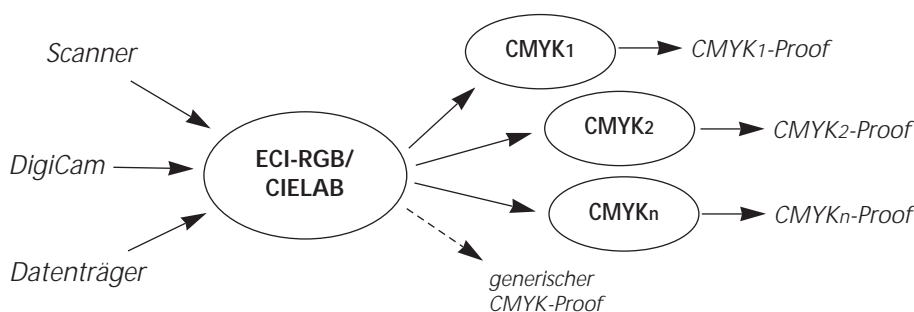 Scanner
DigiCam
Datenträger
ECI-RGB/
CIELAB
CMYK1
CMYK1-Proof
CMYK2
CMYK2-Proof
CMYKn
CMYKn-Proof
generischer
CMYK-Proof